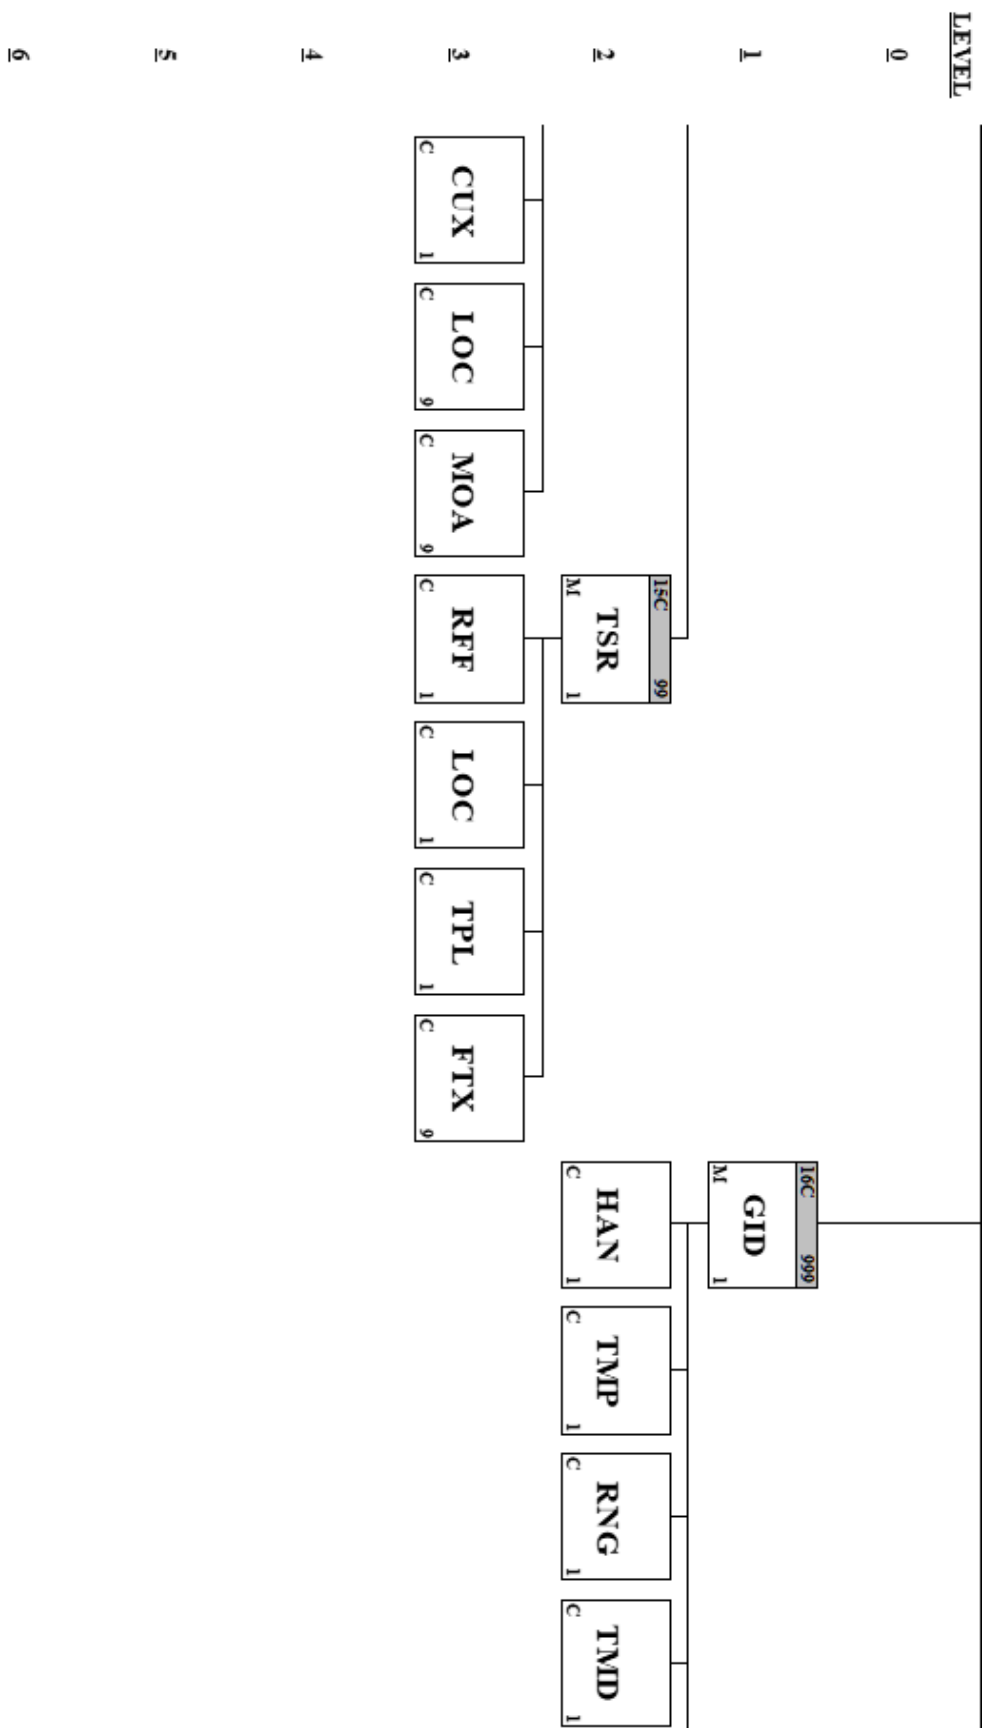 LEVEL
0
1
16C 999
GID
M 1
2
15C 99
TSR
M 1
HAN
C 1
TMP
C 1
RNG
C 1
TMD
C 1
3
CUX
C 1
LOC
C 9
MOA
C 9
RFF
C 1
LOC
C 1
TPL
C 1
FTX
C 9
4
5
6